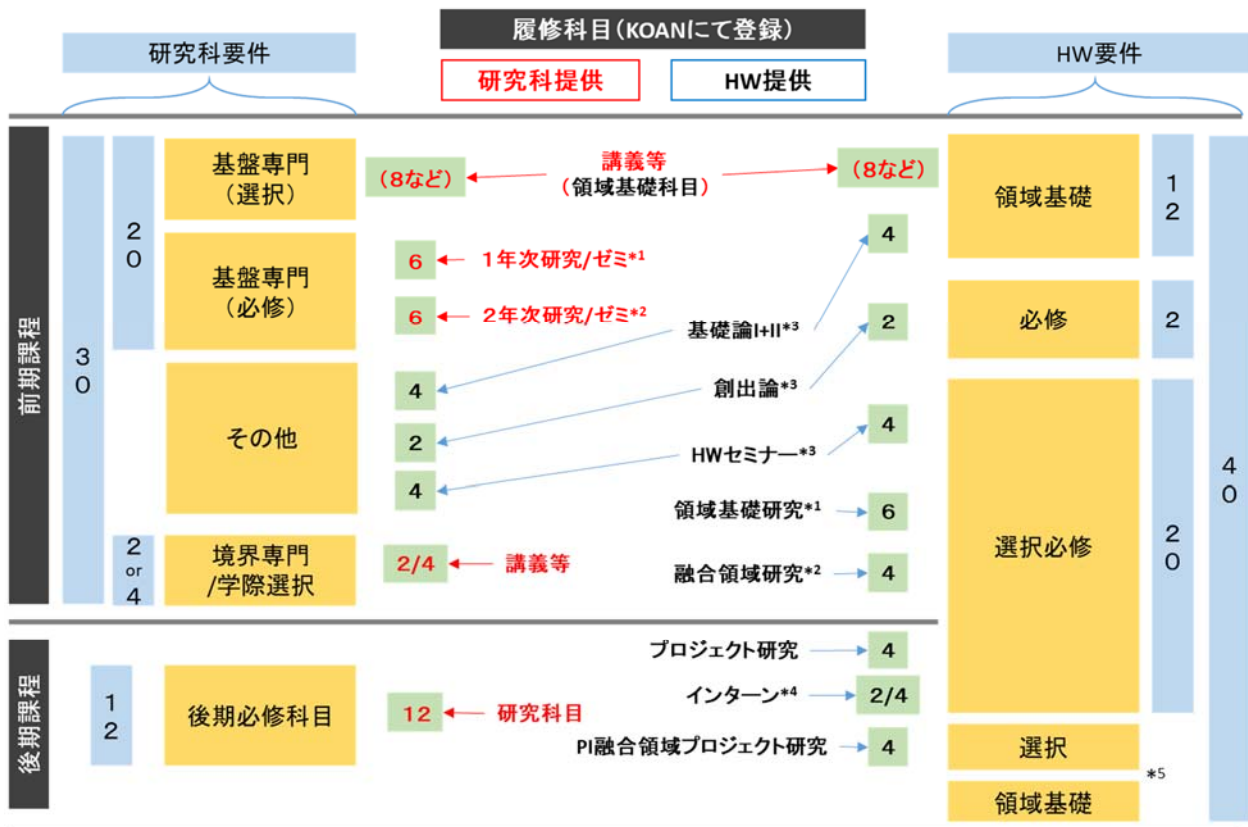 履修科目(KOANにて登録)
研究科要件
研究科提供
HW提供
HW要件
前期課程
30
20
基盤専門
(選択)
(8など)
講義等
(領域基礎科目)
(8など)
領域基礎
12
40
4
基盤専門
(必修)
6
1年次研究/ゼミ*1
6
2年次研究/ゼミ*2
基礎論I+II*3
2
必修
2
その他
4
創出論*3
2
HWセミナー*3
4
4
領域基礎研究*1
6
選択必修
20
2
or
4
境界専門
/学際選択
2/4
講義等
融合領域研究*2
4
後期課程
12
後期必修科目
12
研究科目
プロジェクト研究
4
インターン*4
2/4
PI融合領域プロジェクト研究
4
選択
*5
領域基礎